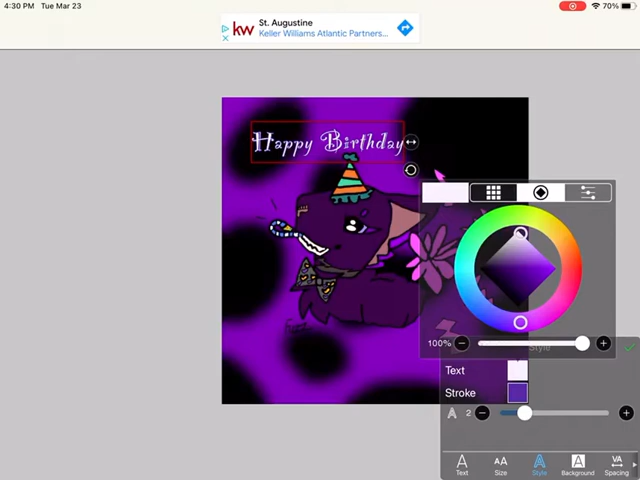 4:30 PM Tue Mar 23
70%
kw
St. Augustine
Keller Williams Atlantic Partners...
Happy Birthday
100%
Style
Text
Stroke
A 2
Text
Size
Style
Background
Spacing